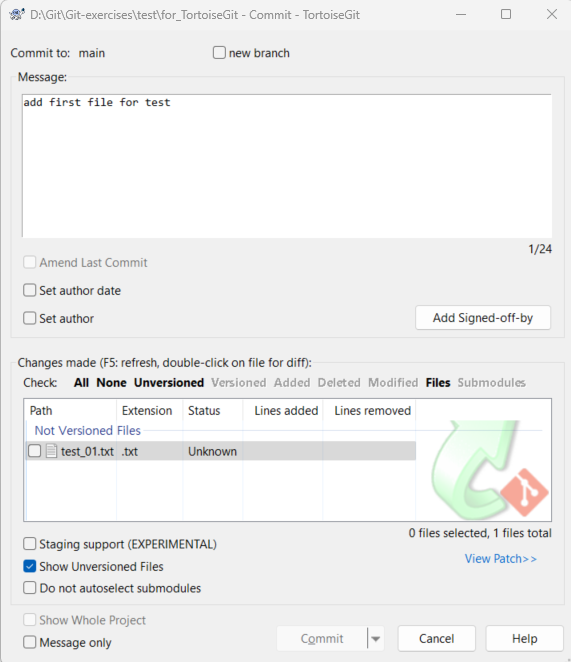 D:\Git\Git-exercises\test\for_TortoiseGit - Commit - TortoiseGit
Commit to: main new branch
Message:
add first file for test
1/24
Amend Last Commit
Set author date
Set author Add Signed-off-by
Changes made (F5: refresh, double-click on file for diff):
Check: All None Unversioned Versioned Added Deleted Modified Files Submodules
Path Extension Status Lines added Lines removed
Not Versioned Files
test_01.txt .txt Unknown
0 files selected, 1 files total
Staging support (EXPERIMENTAL)
View Patch>>
Show Unversioned Files
Do not autoselect submodules
Show Whole Project
Message only
Commit Cancel Help